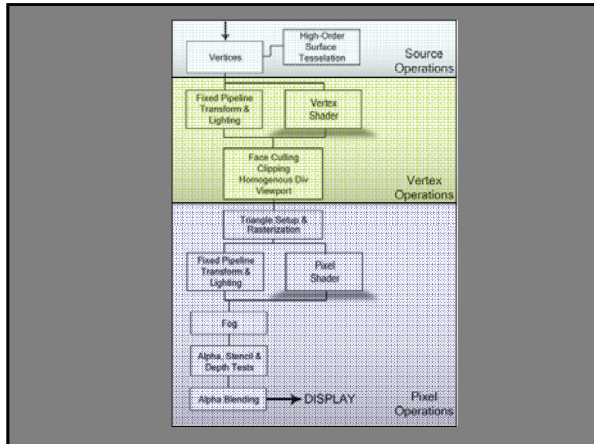 Vertices
High-Order
Surface
Tesselation
Source
Operations
Fixed Pipeline
Transform &
Lighting
Vertex
Shader
Face Culling
Clipping
Homogenous Div
Viewport
Vertex
Operations
Triangle Setup &
Rasterization
Fixed Pipeline
Transform &
Lighting
Pixel
Shader
Fog
Alpha, Stencil &
Depth Tests
Alpha Blending
DISPLAY
Pixel
Operations